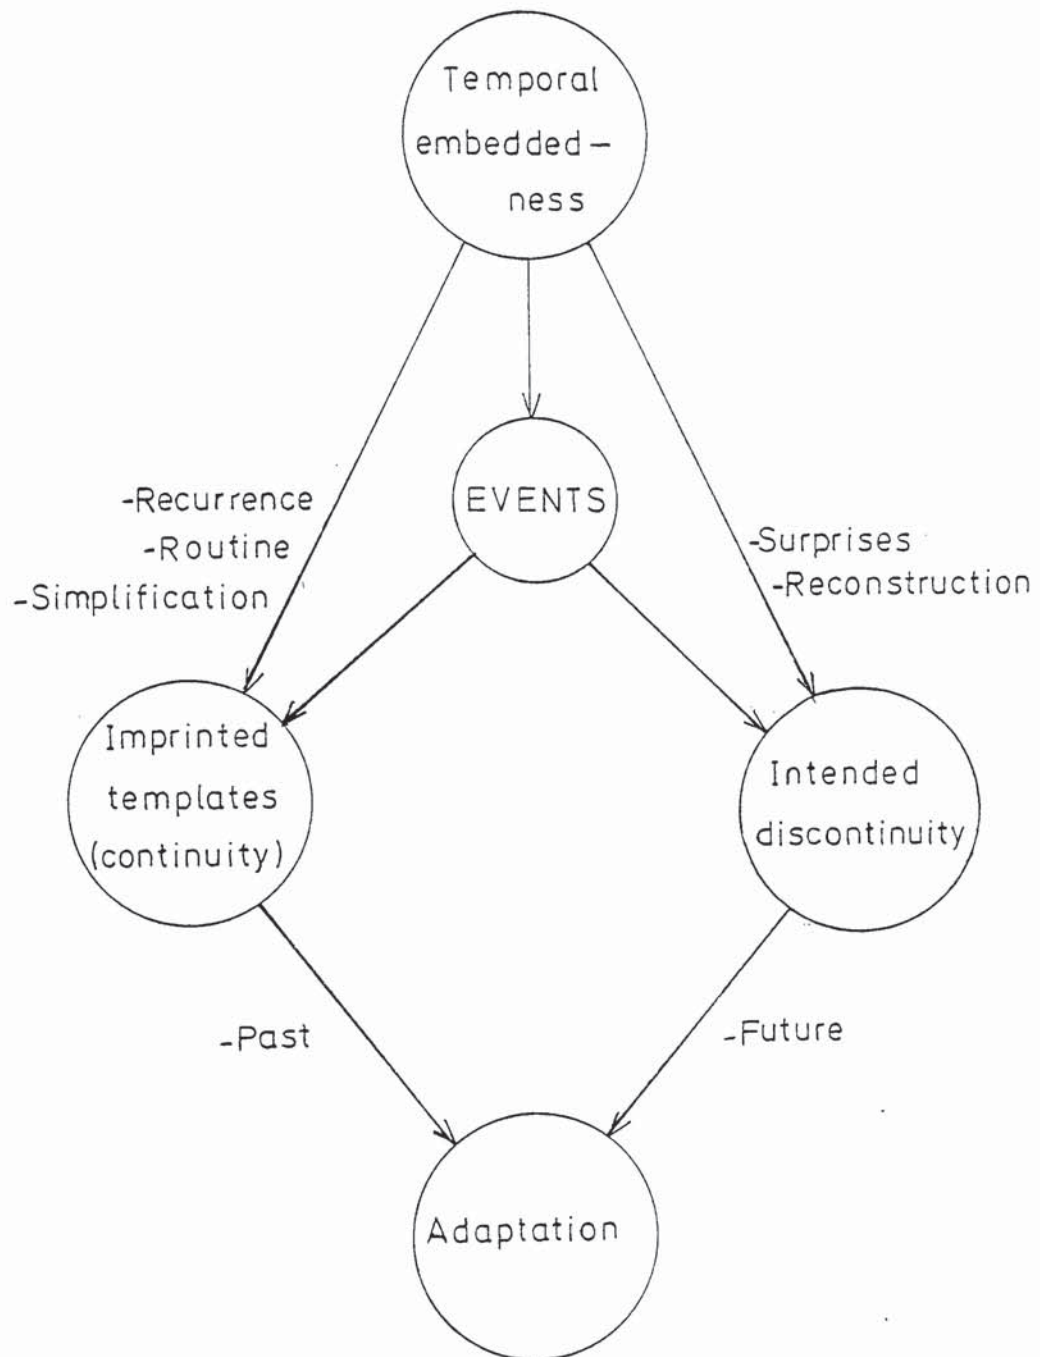 Temporal
embedded-
ness
EVENTS
-Recurrence
-Routine
-Simplification
-Surprises
-Reconstruction
Imprinted
templates
(continuity)
Intended
discontinuity
-Past
-Future
Adaptation